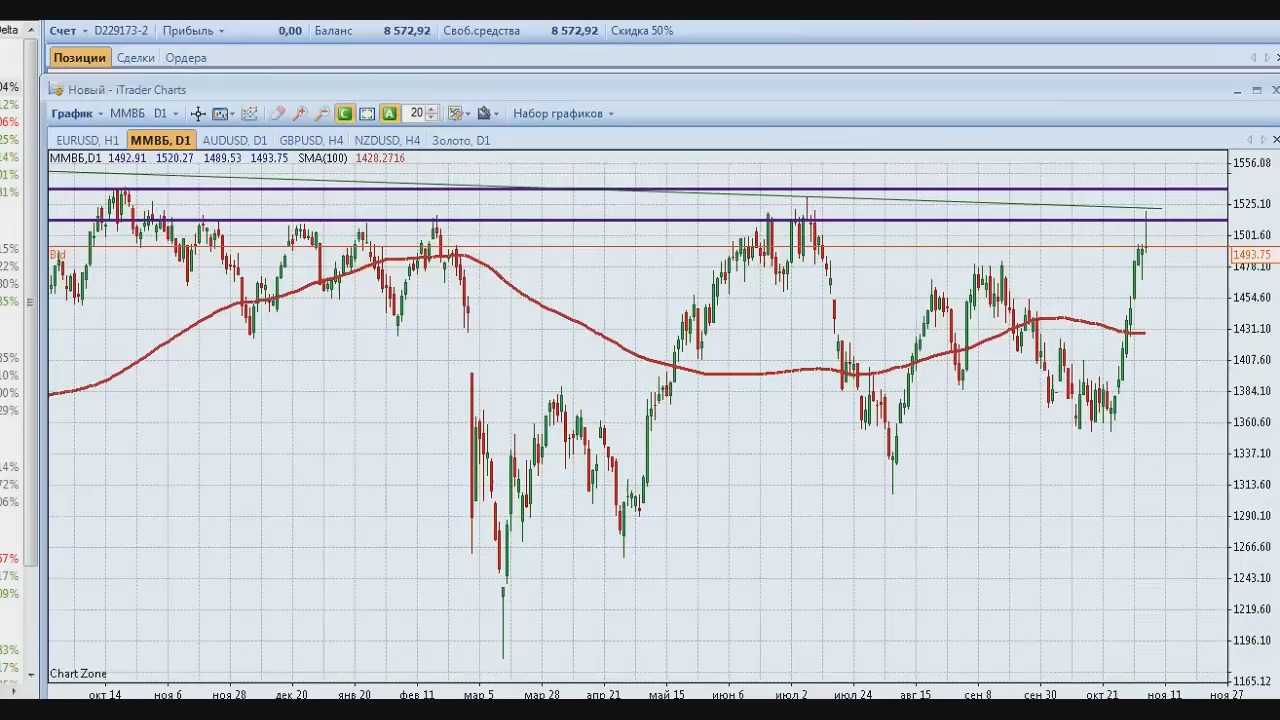 Delta
Счет D229173-2 Прибыль 0,00 Баланс 8 572,92 Своб.средства 8 572,92 Скидка 50%
Позиции Сделки Ордера
Новый - iTrader Charts
График ММВБ D1 C A 20 Набор графиков
EURUSD, H1 ММВБ, D1 AUDUSD, D1 GBPUSD, H4 NZDUSD, H4 Золото, D1
ММВБ,D1 1492.91 1520.27 1489.53 1493.75 SMA(100) 1428.2716
1556.08
1525.10
1501.60
Bid
1493.75
1478.10
1454.60
1431.10
1407.60
1384.10
1360.60
1337.10
1313.60
1290.10
1266.60
1243.10
1219.60
1196.10
1165.12
Chart Zone
окт 14 ноя 6 ноя 28 дек 20 янв 20 фев 11 мар 5 мар 28 апр 21 май 15 июн 6 июл 2 июл 24 авг 15 сен 8 сен 30 окт 21 ноя 11 ноя 27